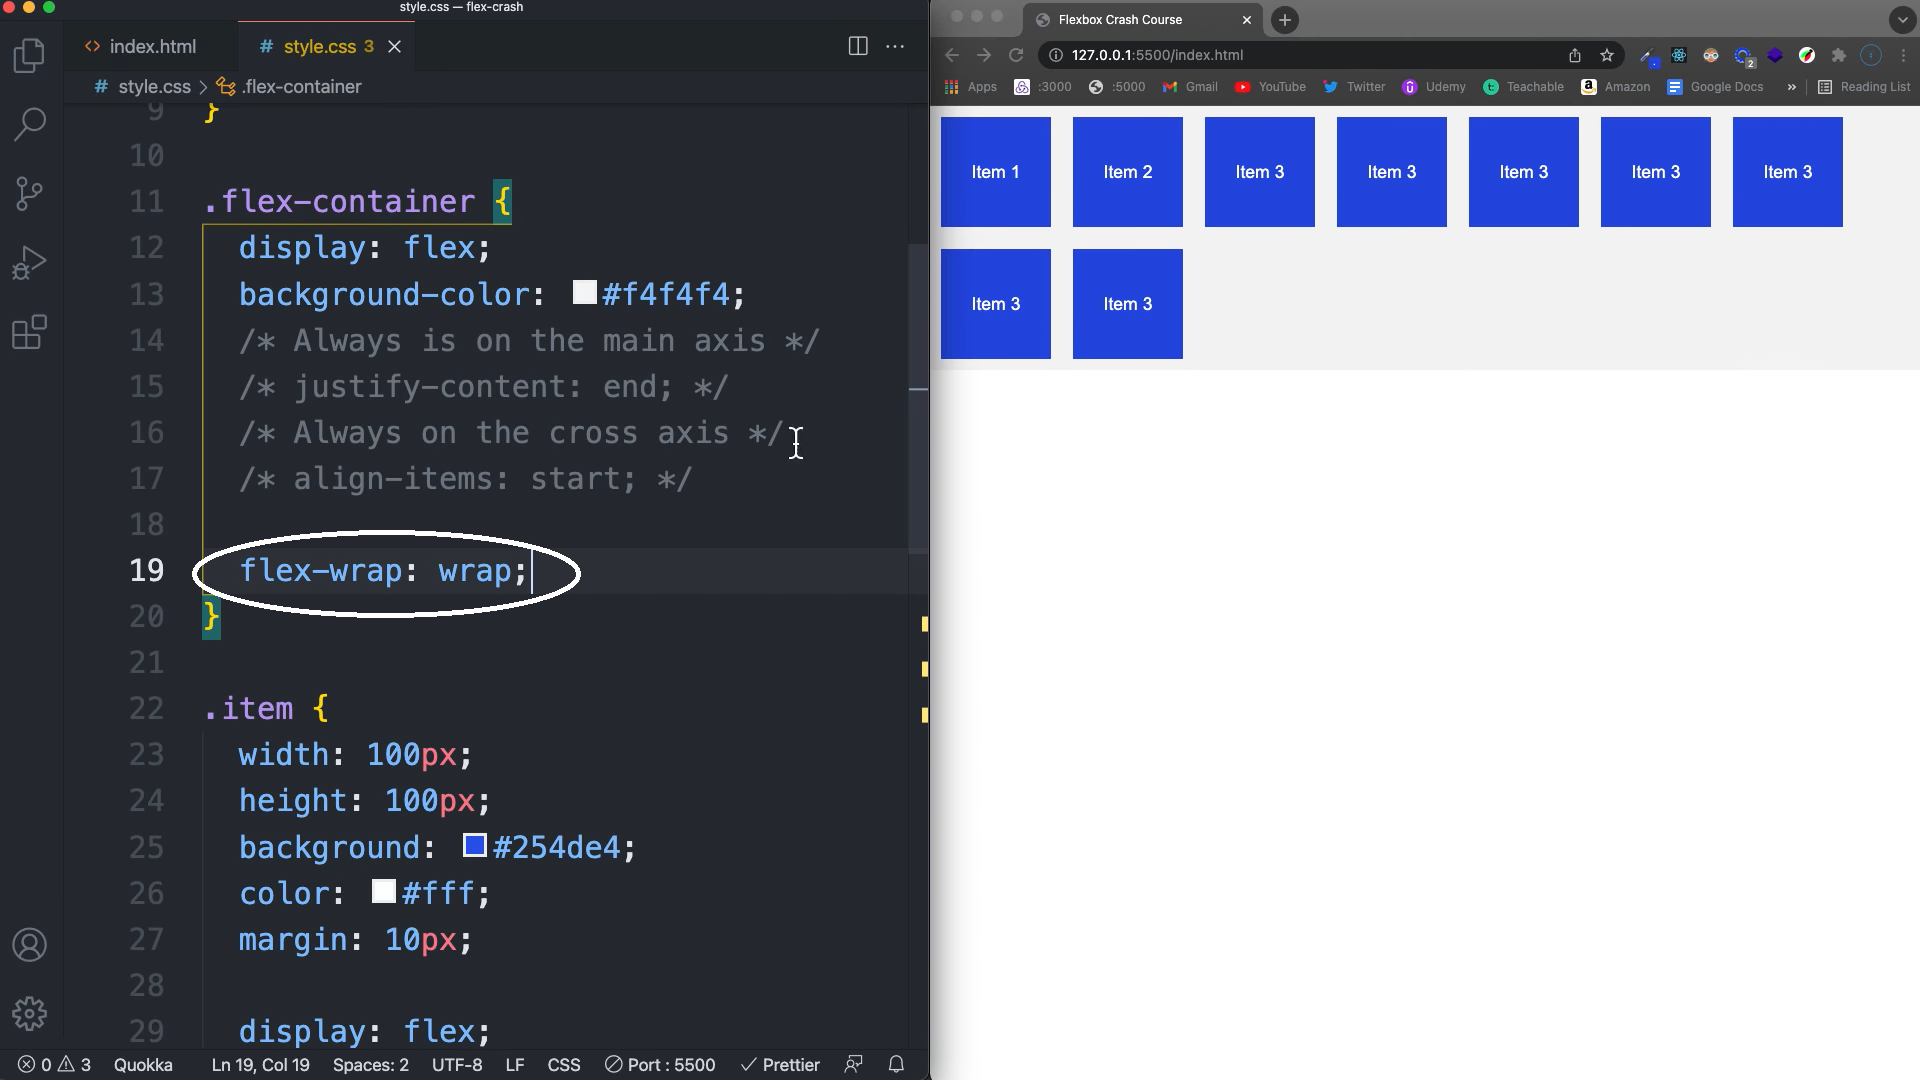 style.css — flex-crash
<> index.html
# style.css 3
# style.css > .flex-container
9 }
10
11 .flex-container {
12 display: flex;
13 background-color: #f4f4f4;
14 /* Always is on the main axis */
15 /* justify-content: end; */
16 /* Always on the cross axis */
17 /* align-items: start; */
18
19 flex-wrap: wrap;
20 }
21
22 .item {
23 width: 100px;
24 height: 100px;
25 background: #254de4;
26 color: #fff;
27 margin: 10px;
28
29 display: flex;
0 3 Quokka Ln 19, Col 19 Spaces: 2 UTF-8 LF CSS Port : 5500 Prettier
Flexbox Crash Course
127.0.0.1:5500/index.html
2
Apps :3000 :5000 Gmail YouTube Twitter Udemy Teachable Amazon Google Docs » Reading List
Item 1 Item 2 Item 3 Item 3 Item 3 Item 3 Item 3
Item 3 Item 3